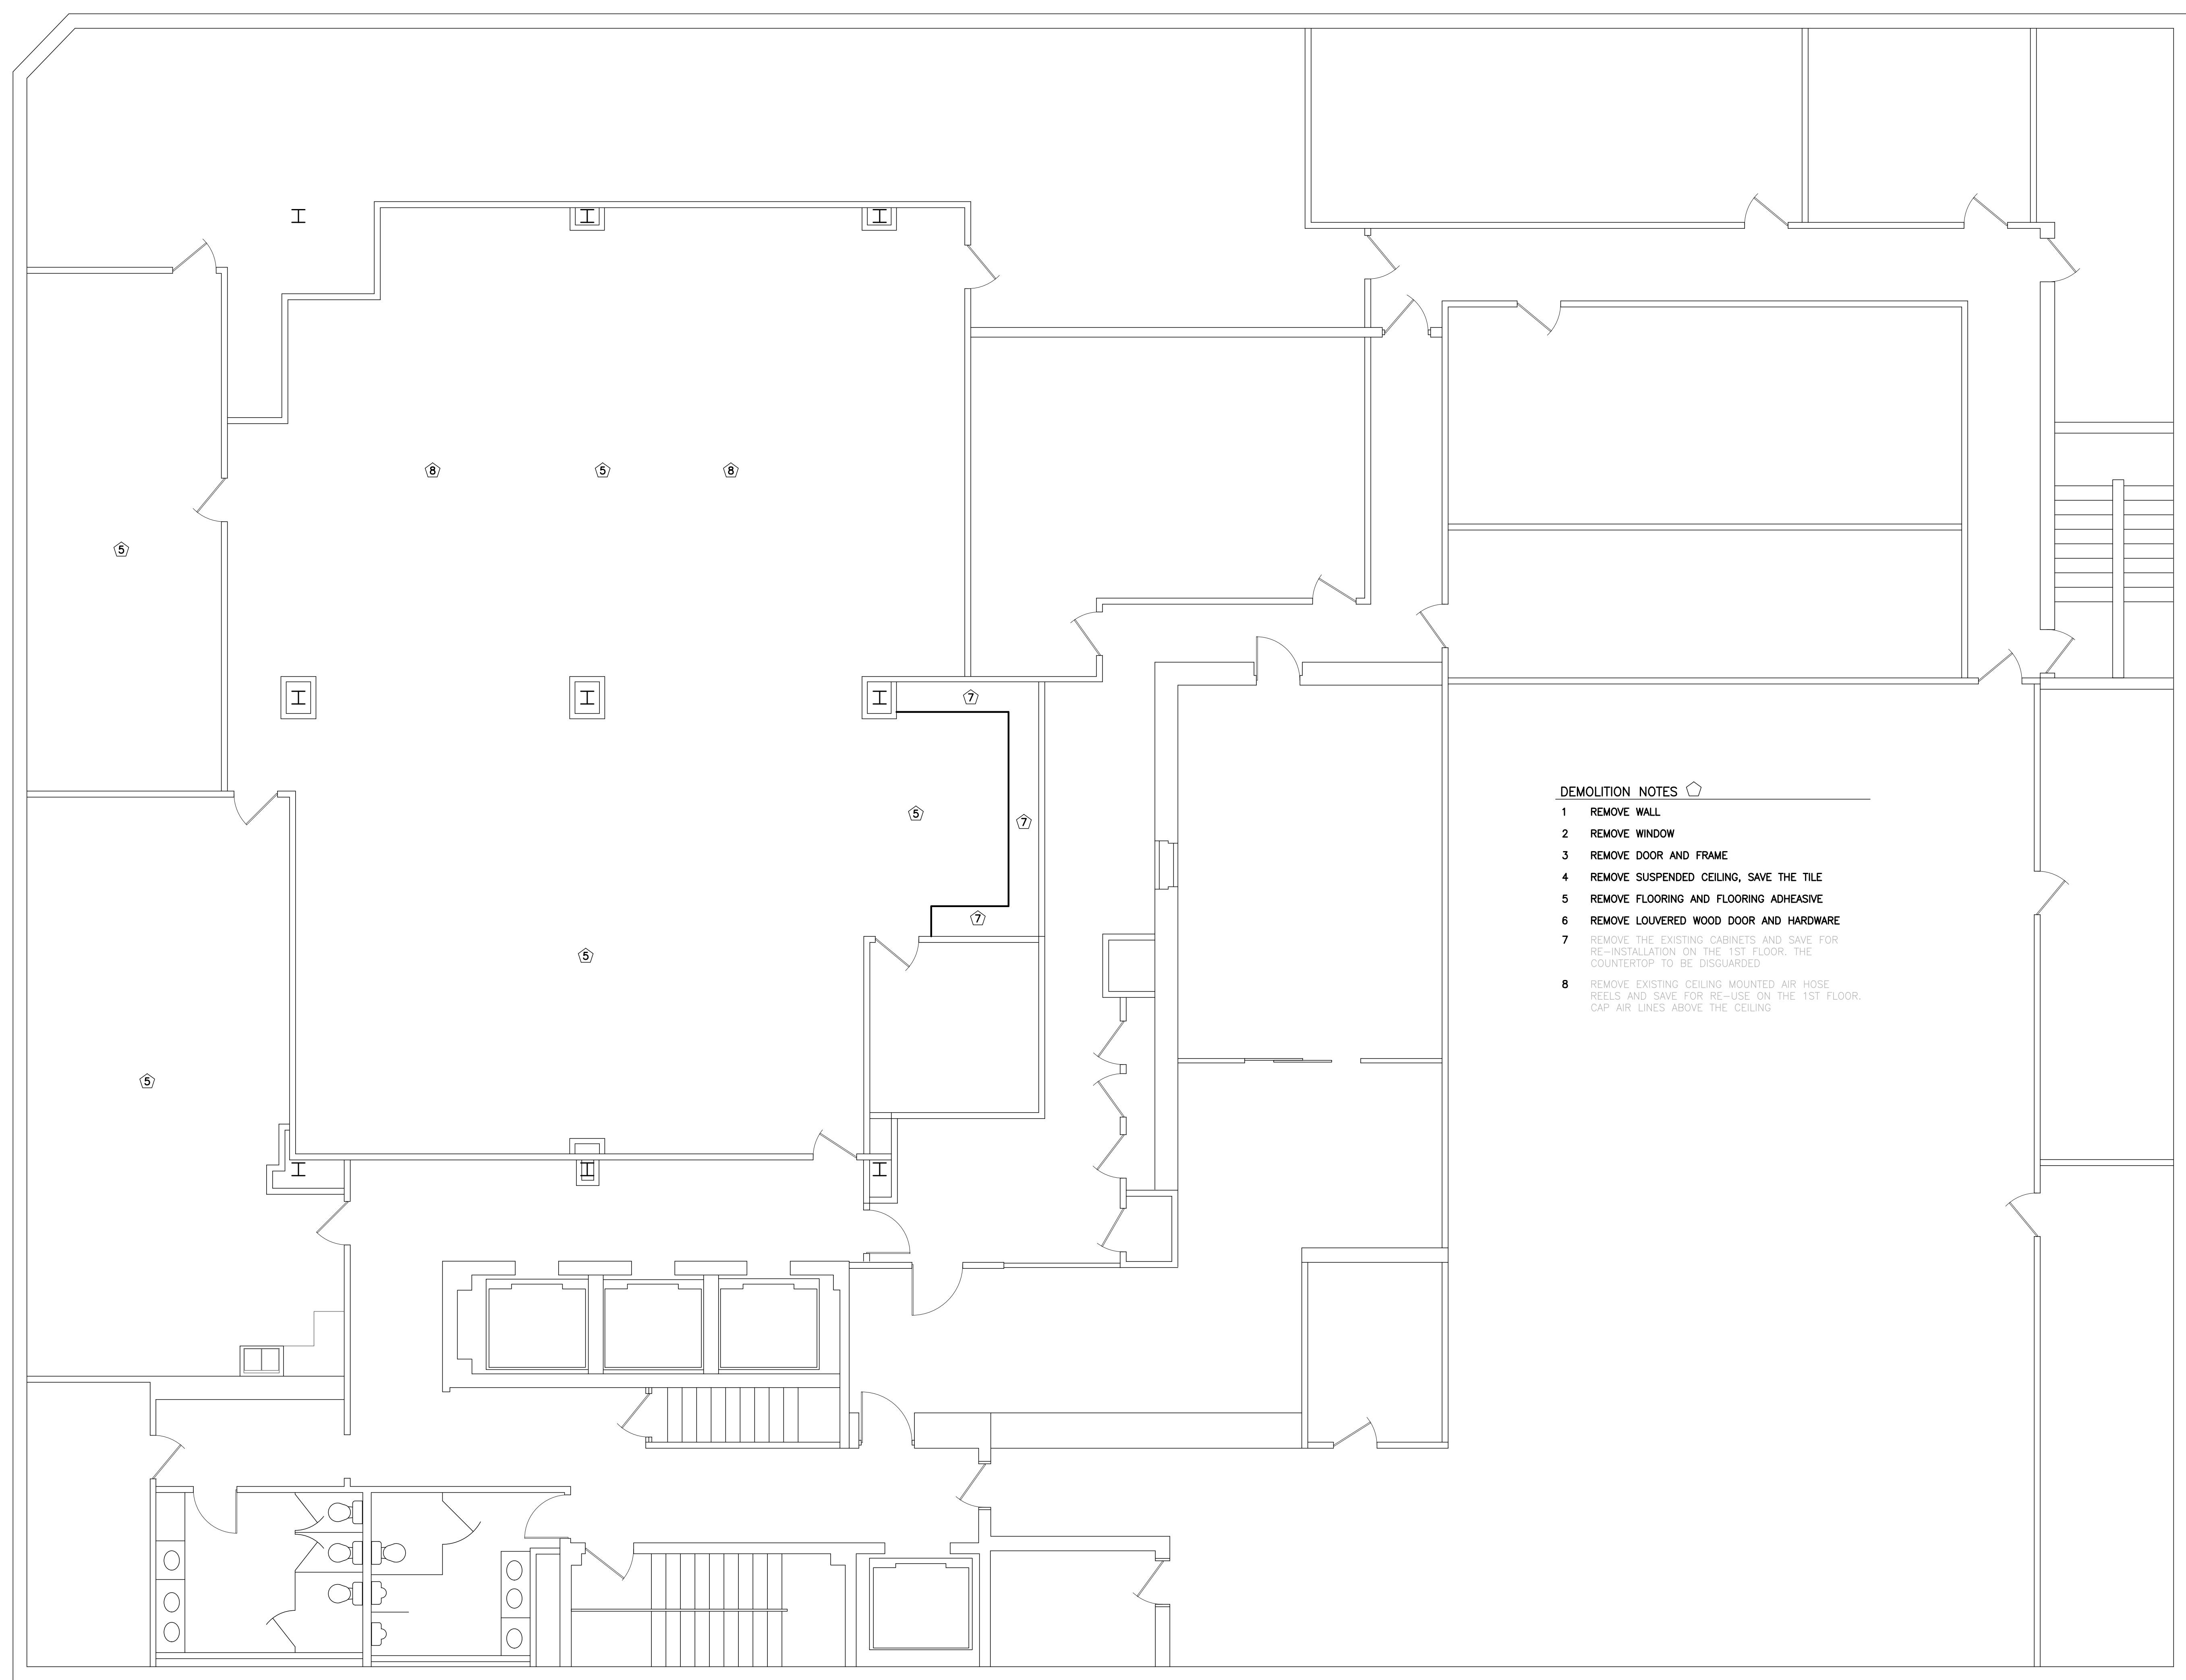 8 5 8
5
7
5 7
7
5
5
DEMOLITION NOTES
1 REMOVE WALL
2 REMOVE WINDOW
3 REMOVE DOOR AND FRAME
4 REMOVE SUSPENDED CEILING, SAVE THE TILE
5 REMOVE FLOORING AND FLOORING ADHEASIVE
6 REMOVE LOUVERED WOOD DOOR AND HARDWARE
7 REMOVE THE EXISTING CABINETS AND SAVE FOR
RE-INSTALLATION ON THE 1ST FLOOR. THE
COUNTERTOP TO BE DISGUARDED
8 REMOVE EXISTING CEILING MOUNTED AIR HOSE
REELS AND SAVE FOR RE-USE ON THE 1ST FLOOR.
CAP AIR LINES ABOVE THE CEILING